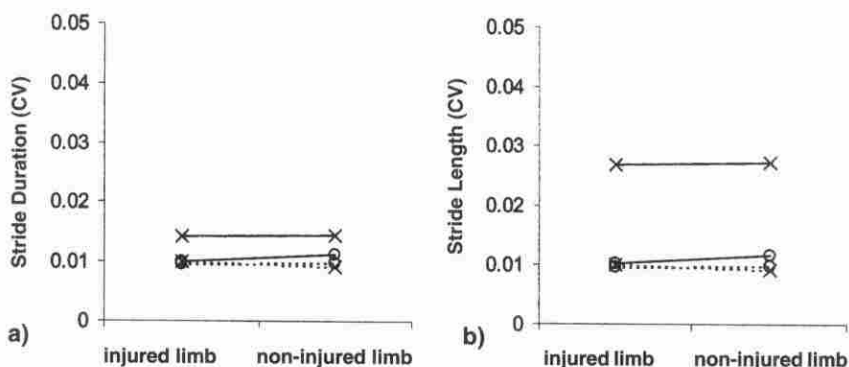 0.05
0.04
0.03
0.02
0.01
0
Stride Duration (CV)
a)
injured limb non-injured limb
0.05
0.04
0.03
0.02
0.01
0
Stride Length (CV)
b)
injured limb non-injured limb